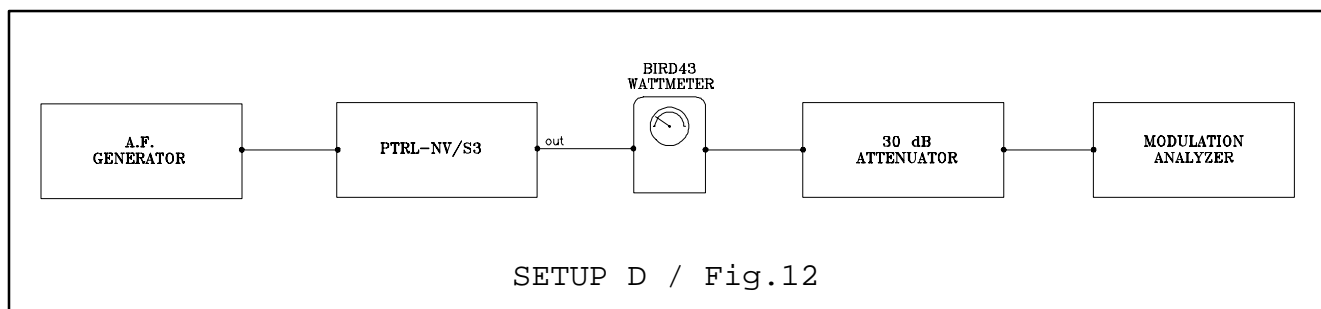 BIRD43
WATTMETER
A.F.
GENERATOR
PTRL-NV/S3
out
30 dB
ATTENUATOR
MODULATION
ANALYZER
SETUP D / Fig.12